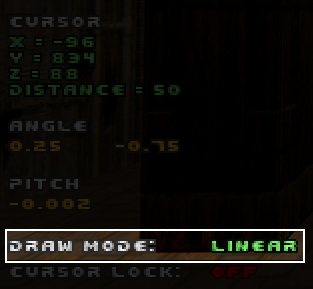 CURSOR
X = -96
Y = 834
Z = 88
DISTANCE = 50
ANGLE
0.25 -0.75
PITCH
-0.002
DRAW MODE: LINEAR
CURSOR LOCK: OFF